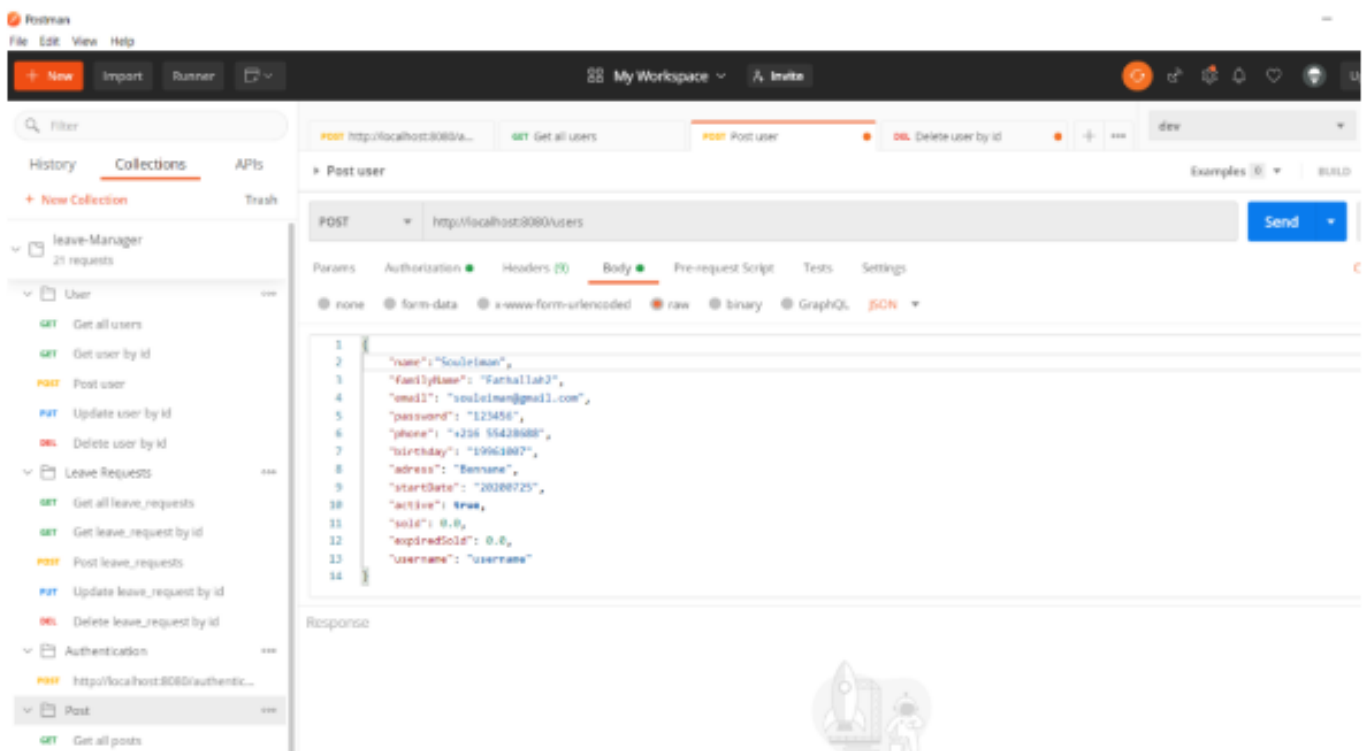 Postman
File Edit View Help
+ New Import Runner My Workspace Invite
Filter
History Collections APIs
+ New Collection Trash
leave-Manager
21 requests
User
GET Get all users
GET Get user by id
POST Post user
PUT Update user by id
DEL Delete user by id
Leave Requests
GET Get all leave_requests
GET Get leave_request by id
POST Post leave_requests
PUT Update leave_request by id
DEL Delete leave_request by id
Authentication
POST http://localhost:8080/authentic...
Post
GET Get all posts
POST http://localhost:8080/a... GET Get all users POST Post user DEL Delete user by id + ••• dev
Post user Examples 0 BUILD
POST http://localhost:8080/users Send
Params Authorization Headers (9) Body Pre-request Script Tests Settings
none form-data x-www-form-urlencoded raw binary GraphQL JSON
1 {
2 "name":"Souleiman",
3 "familyName": "Fathallah2",
4 "email": "souleiman@gmail.com",
5 "password": "123456",
6 "phone": "+216 55428688",
7 "birthday": "19961007",
8 "adress": "Bennane",
9 "startDate": "20200725",
10 "active": true,
11 "sold": 0.0,
12 "expiredSold": 0.0,
13 "username": "username"
14 }
Response